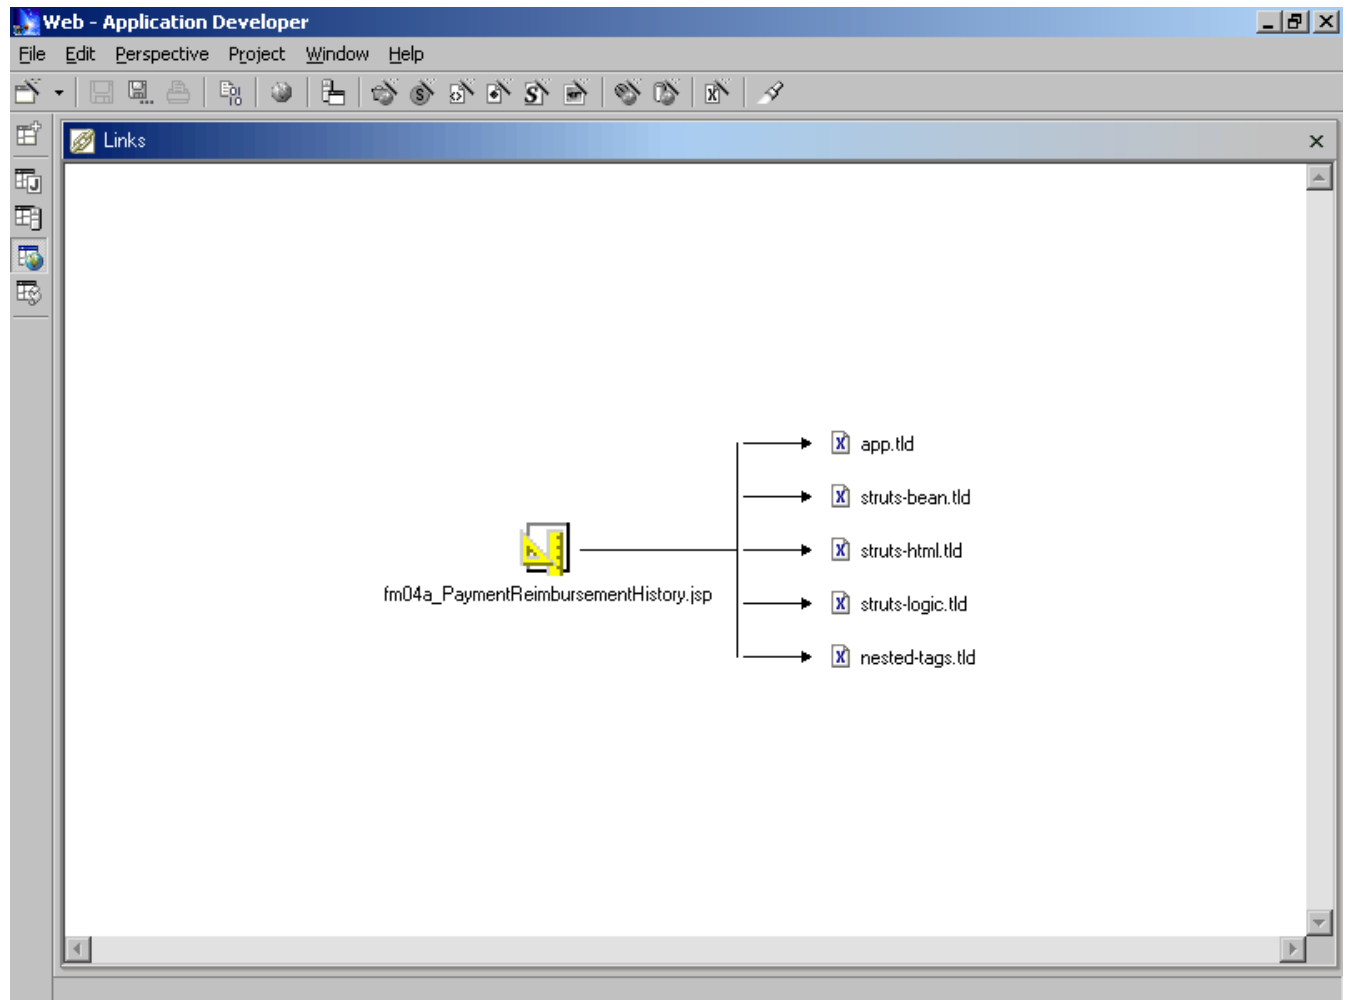 Web - Application Developer
File Edit Perspective Project Window Help
Links
app.tld
struts-bean.tld
struts-html.tld
fm04a_PaymentReimbursementHistory.jsp
struts-logic.tld
nested-tags.tld